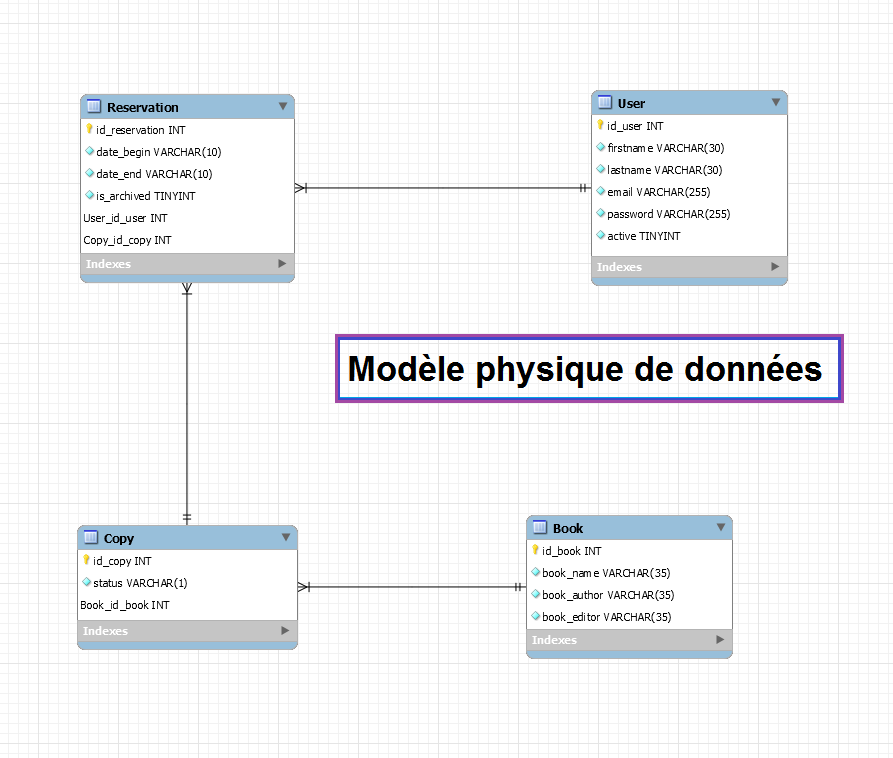 Reservation
id_reservation INT
date_begin VARCHAR(10)
date_end VARCHAR(10)
is_archived TINYINT
User_id_user INT
Copy_id_copy INT
Indexes
User
id_user INT
firstname VARCHAR(30)
lastname VARCHAR(30)
email VARCHAR(255)
password VARCHAR(255)
active TINYINT
Indexes
Modèle physique de données
Copy
id_copy INT
status VARCHAR(1)
Book_id_book INT
Indexes
Book
id_book INT
book_name VARCHAR(35)
book_author VARCHAR(35)
book_editor VARCHAR(35)
Indexes